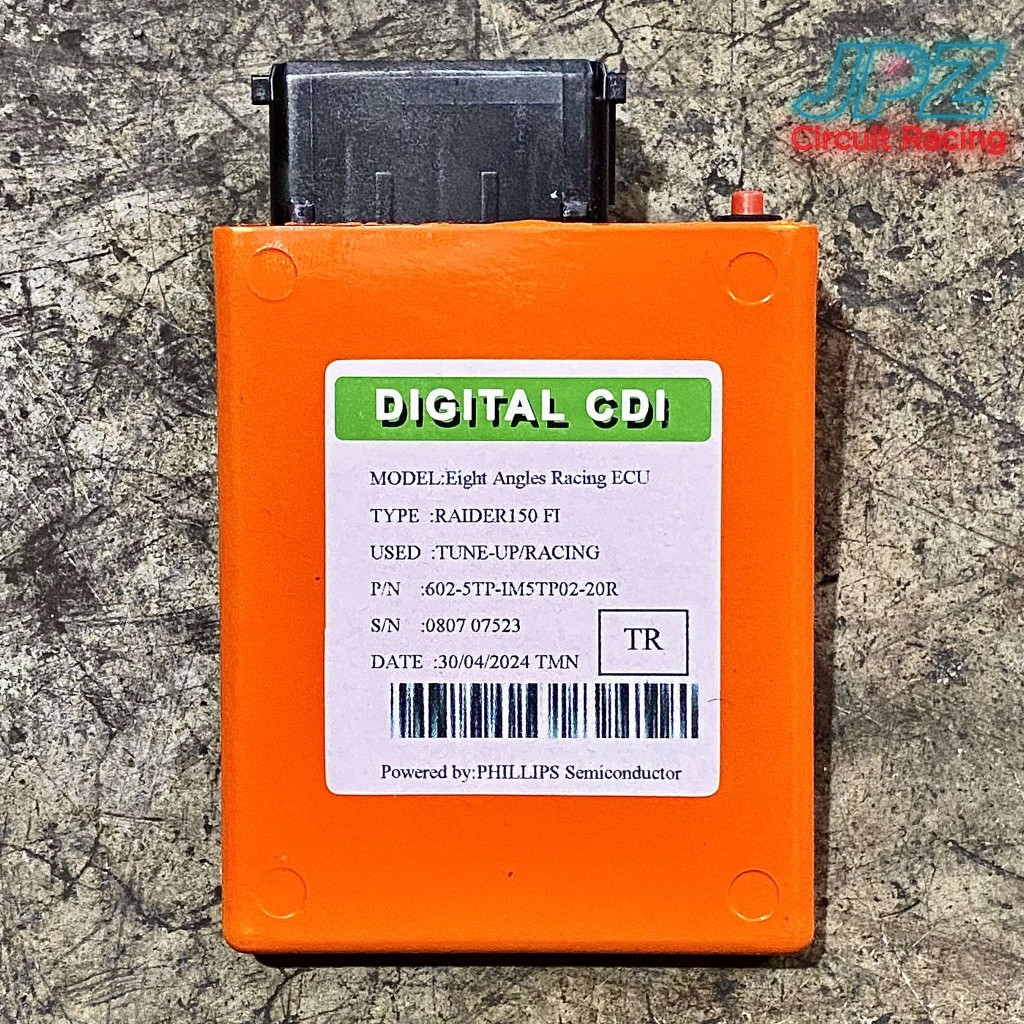 JPZ
Circuit Racing
DIGITAL CDI
MODEL:Eight Angles Racing ECU
TYPE :RAIDER150 FI
USED :TUNE-UP/RACING
P/N :602-5TP-IM5TP02-20R
S/N :0807 07523
TR
DATE :30/04/2024 TMN
Powered by:PHILLIPS Semiconductor